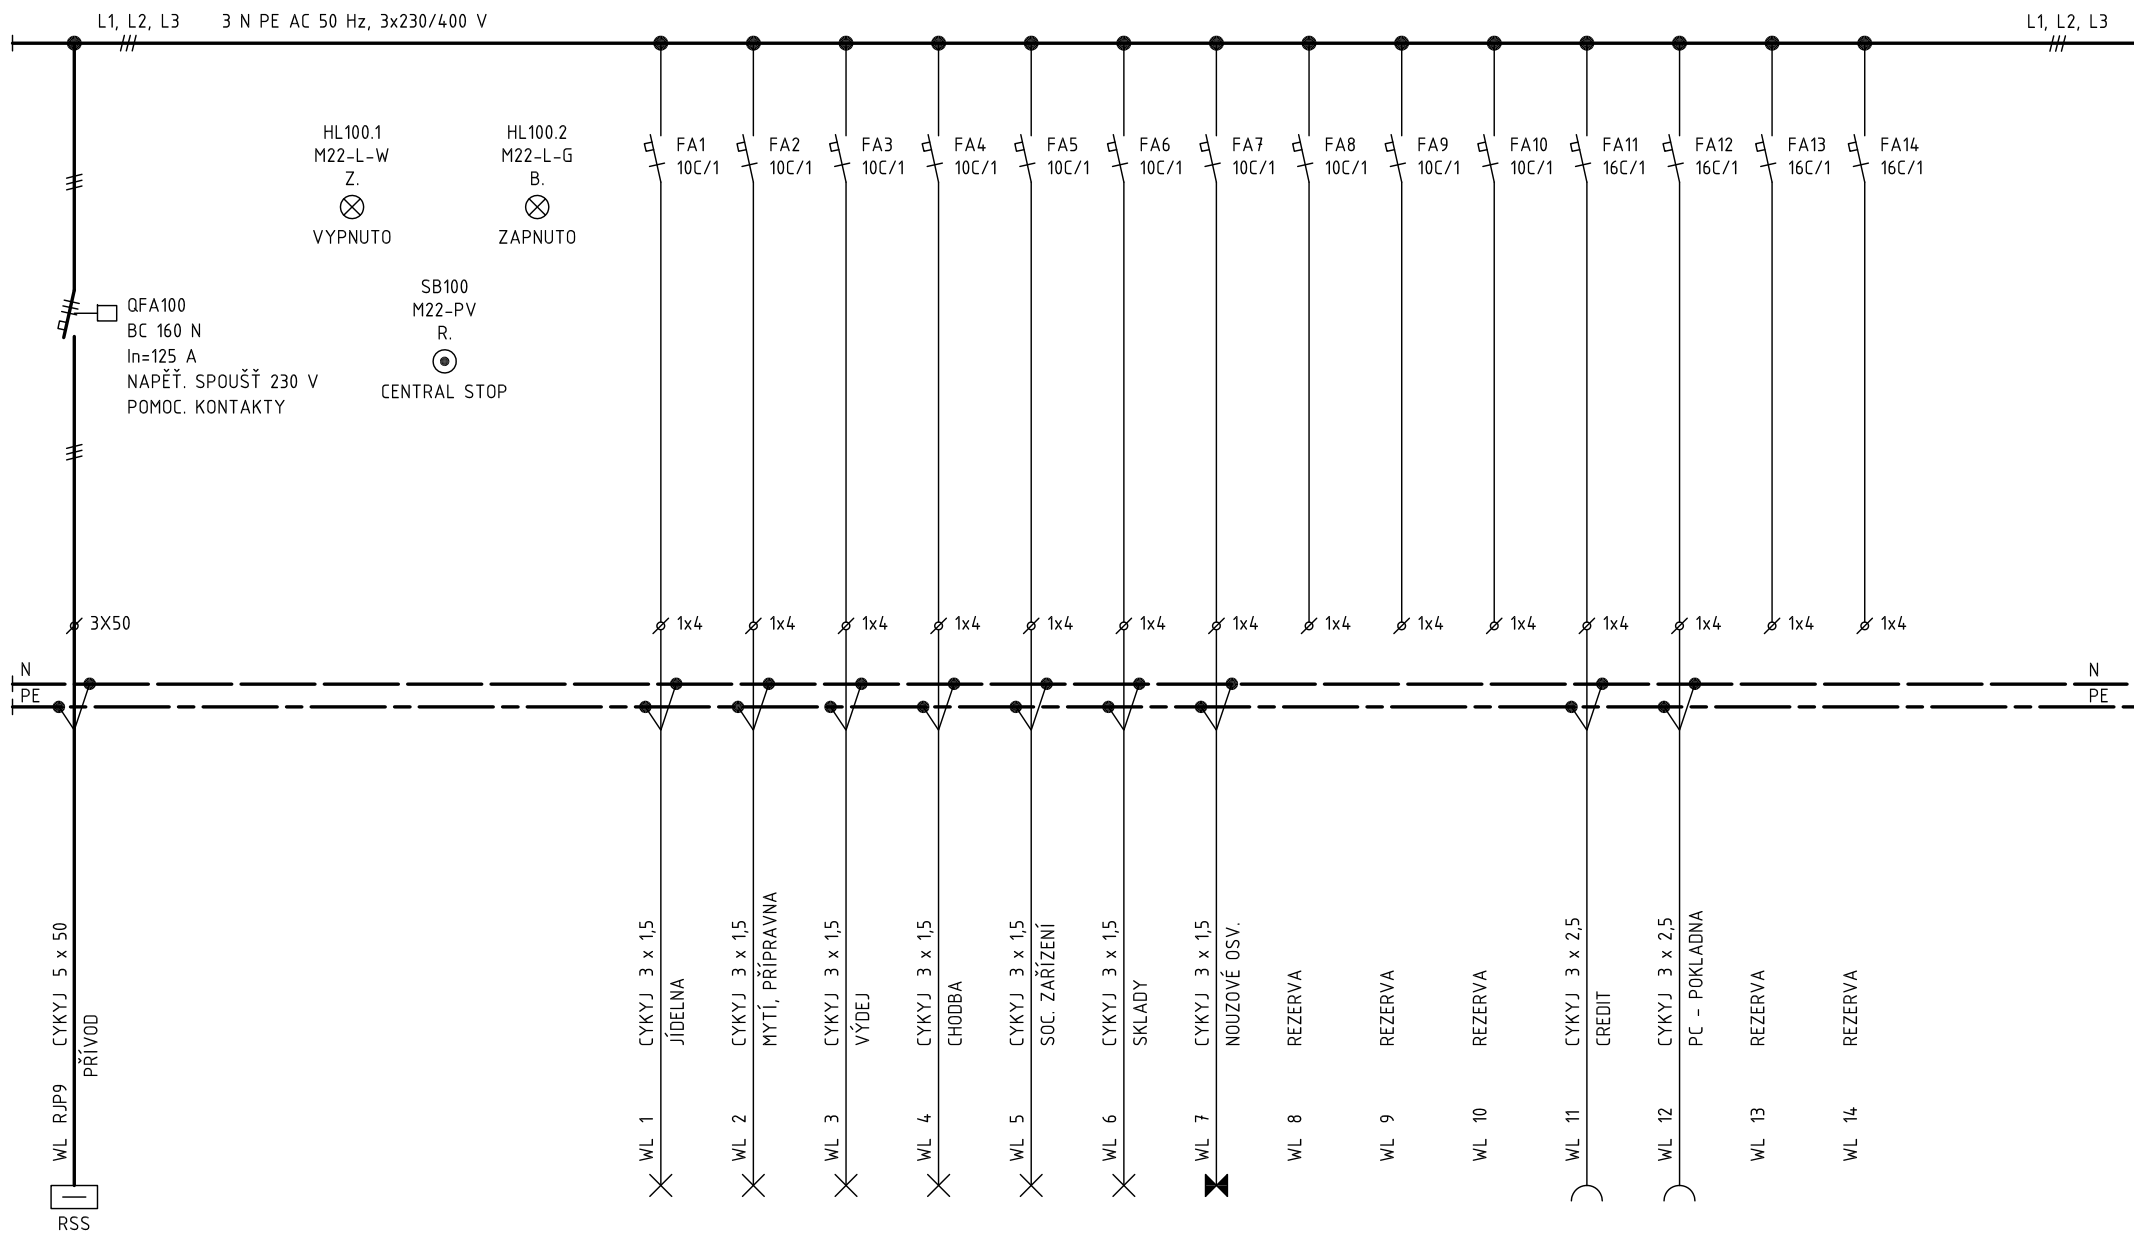 L1, L2, L3
3 N PE AC 50 Hz, 3x230/400 V
L1, L2, L3
HL100.1
M22-L-W
Z.
VYPNUTO
HL100.2
M22-L-G
B.
ZAPNUTO
SB100
M22-PV
R.
CENTRAL STOP
QFA100
BC 160 N
In=125 A
NAPĚŤ. SPOUŠŤ 230 V
POMOC. KONTAKTY
FA1
10C/1
FA2
10C/1
FA3
10C/1
FA4
10C/1
FA5
10C/1
FA6
10C/1
FA7
10C/1
FA8
10C/1
FA9
10C/1
FA10
10C/1
FA11
16C/1
FA12
16C/1
FA13
16C/1
FA14
16C/1
3X50
1x4
1x4
1x4
1x4
1x4
1x4
1x4
1x4
1x4
1x4
1x4
1x4
1x4
1x4
N
PE
N
PE
WL RJP9 CYKYJ 5 x 50
PŘÍVOD
WL 1 CYKYJ 3 x 1,5
JÍDELNA
WL 2 CYKYJ 3 x 1,5
MYTÍ, PŘÍPRAVNA
WL 3 CYKYJ 3 x 1,5
VÝDEJ
WL 4 CYKYJ 3 x 1,5
CHODBA
WL 5 CYKYJ 3 x 1,5
SOC. ZAŘÍZENÍ
WL 6 CYKYJ 3 x 1,5
SKLADY
WL 7 CYKYJ 3 x 1,5
NOUZOVÉ OSV.
WL 8 REZERVA
WL 9 REZERVA
WL 10 REZERVA
WL 11 CYKYJ 3 x 2,5
CREDIT
WL 12 CYKYJ 3 x 2,5
PC - POKLADNA
WL 13 REZERVA
WL 14 REZERVA
RSS